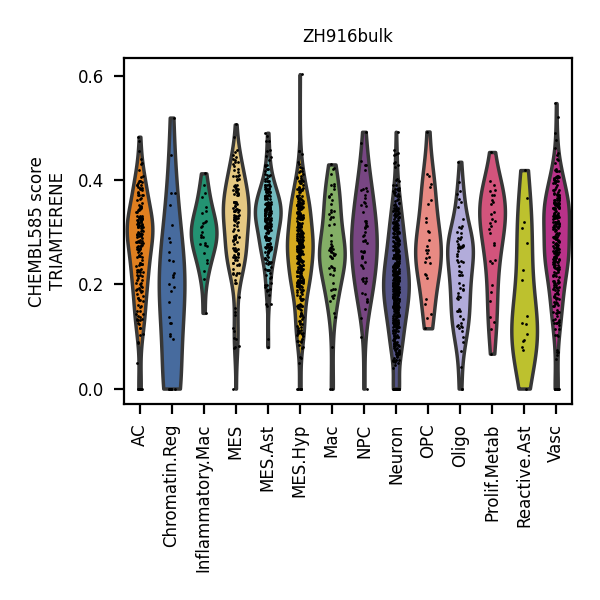 ZH916bulk
CHEMBL585 score
TRIAMTERENE
0.6
0.4
0.2
0.0
AC
Chromatin.Reg
Inflammatory.Mac
MES
MES.Ast
MES.Hyp
Mac
NPC
Neuron
OPC
Oligo
Prolif.Metab
Reactive.Ast
Vasc